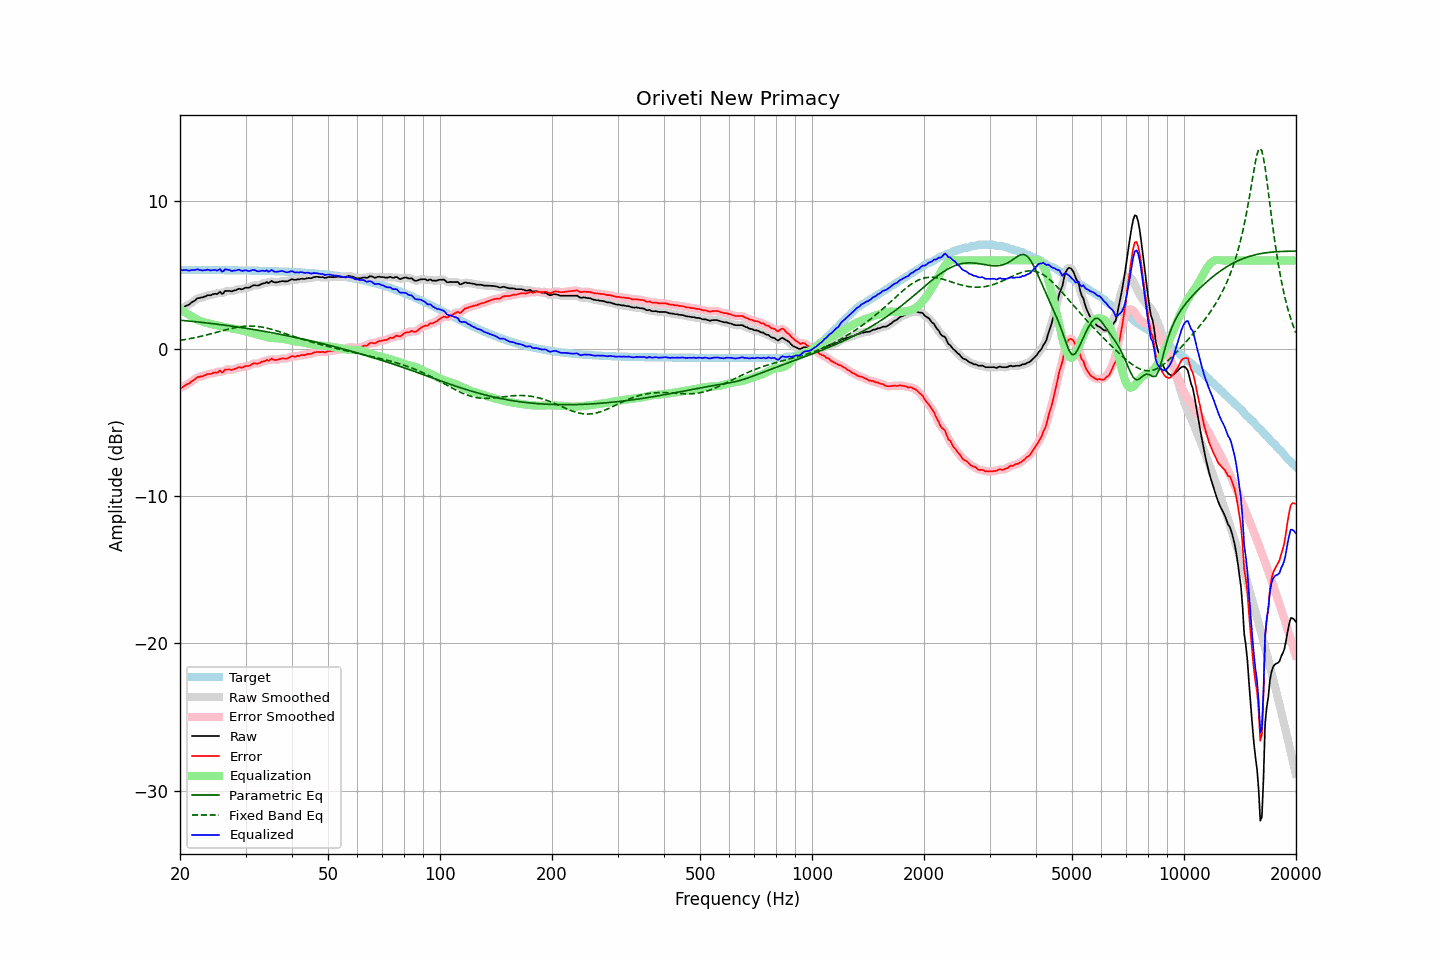 Oriveti New Primacy
10
0
−10
−20
−30
Amplitude (dBr)
Target
Raw Smoothed
Error Smoothed
Raw
Error
Equalization
Parametric Eq
Fixed Band Eq
Equalized
20
50
100
200
500
1000
2000
5000
10000
20000
Frequency (Hz)